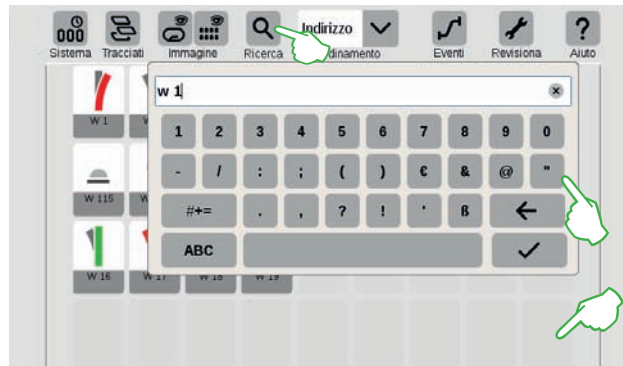 000 Indirizzo ?
Sistema Tracciati Immagine Ricerca dinamento Eventi Revisiona Aiuto
w 1
W 1 W
1 2 3 4 5 6 7 8 9 0
- / : ; ( ) € & @ "
W 115 W
#+= . , ? ! ' ß
ABC
W 16 W 17 W 18 W 19